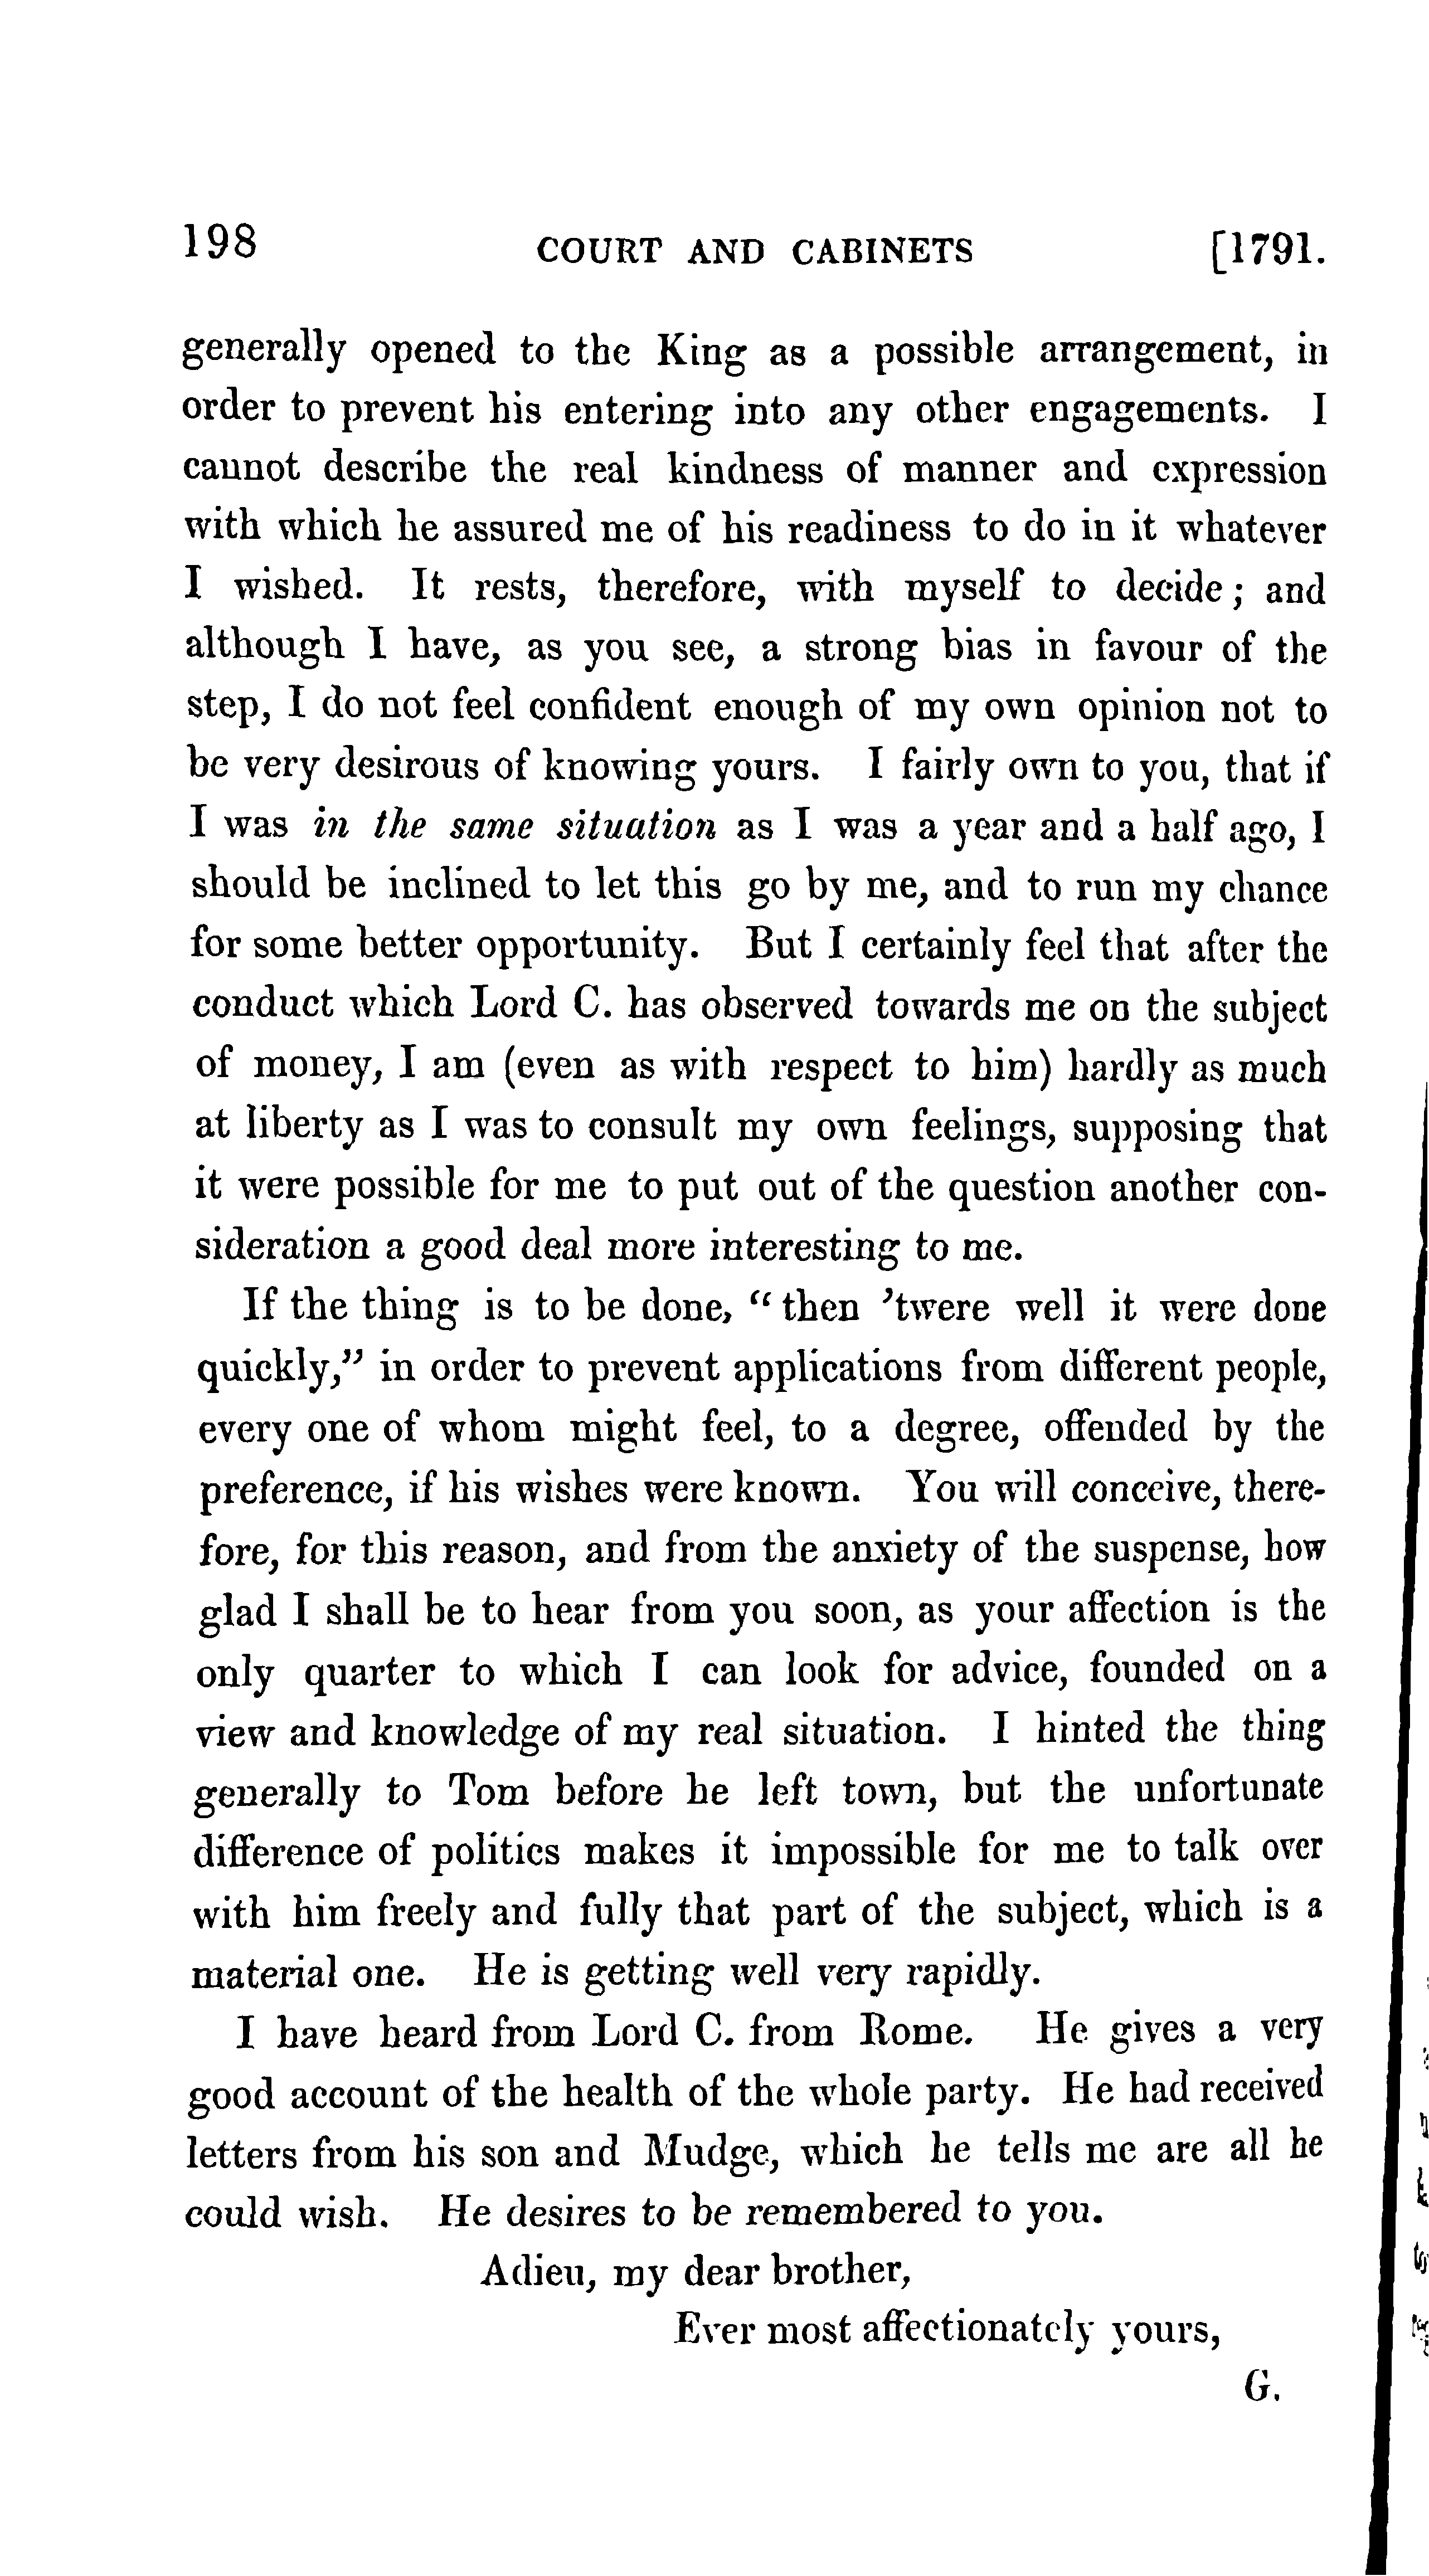 198 COURT AND CABINETS [1791.
generally opened to the King as a possible arrangement, in
order to prevent his entering into any other engagements. I
cannot describe the real kindness of manner and expression
with which he assured me of his readiness to do in it whatever
I wished. It rests, therefore, with myself to decide; and
although I have, as you see, a strong bias in favour of the
step, I do not feel confident enough of my own opinion not to
be very desirous of knowing yours. I fairly own to you, that if
I was in the same situation as I was a year and a half ago, I
should be inclined to let this go by me, and to run my chance
for some better opportunity. But I certainly feel that after the
conduct which Lord C. has observed towards me on the subject
of money, I am (even as with respect to him) hardly as much
at liberty as I was to consult my own feelings, supposing that
it were possible for me to put out of the question another con-
sideration a good deal more interesting to me.
If the thing is to be done, “then ’twere well it were done
quickly,” in order to prevent applications from different people,
every one of whom might feel, to a degree, offended by the
preference, if his wishes were known. You will conceive, there-
fore, for this reason, and from the anxiety of the suspense, how
glad I shall be to hear from you soon, as your affection is the
only quarter to which I can look for advice, founded on a
view and knowledge of my real situation. I hinted the thing
generally to Tom before he left town, but the unfortunate
difference of politics makes it impossible for me to talk over
with him freely and fully that part of the subject, which is a
material one. He is getting well very rapidly.
I have heard from Lord C. from Rome. He gives a very
good account of the health of the whole party. He had received
letters from his son and Mudge, which he tells me are all he
could wish. He desires to be remembered to you.
Adieu, my dear brother,
Ever most affectionately yours,
G.